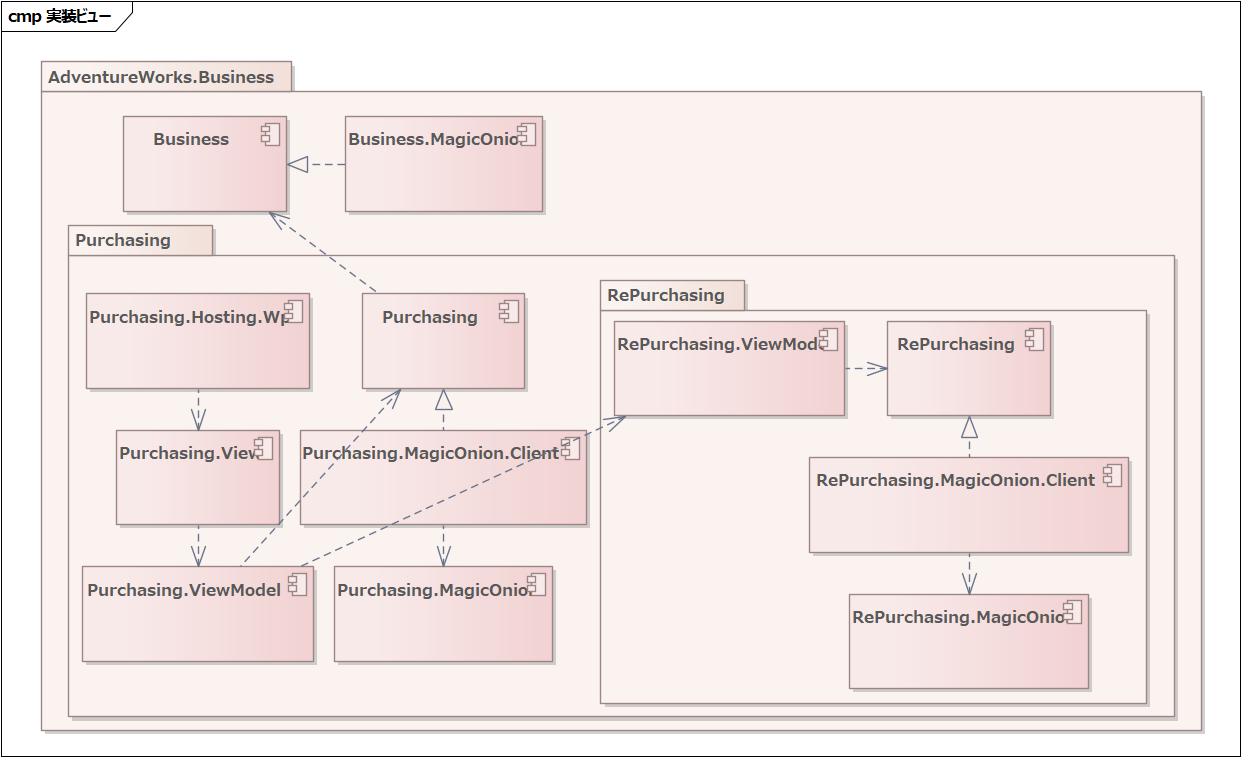 cmp 実装ビュー
AdventureWorks.Business
Business
Business.MagicOnio
Purchasing
Purchasing.Hosting.Wp
Purchasing
RePurchasing
RePurchasing.ViewMode
RePurchasing
Purchasing.View
Purchasing.MagicOnion.Client
RePurchasing.MagicOnion.Client
Purchasing.ViewModel
Purchasing.MagicOnio
RePurchasing.MagicOnio